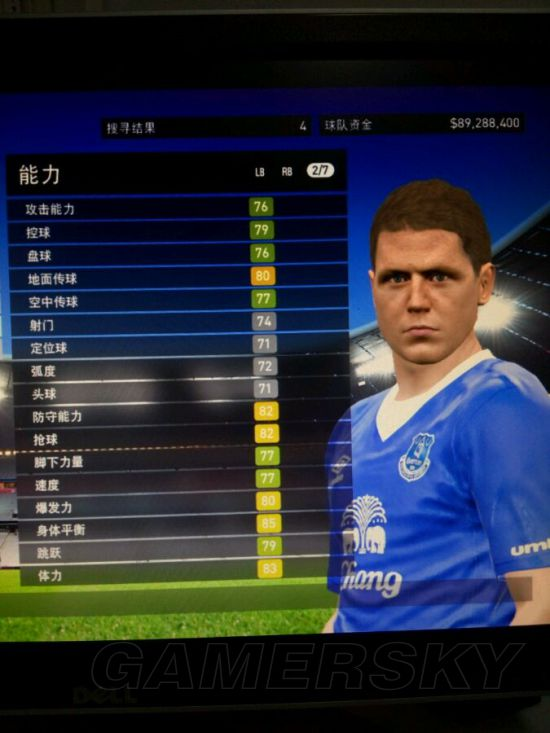 搜寻结果 4 球队资金 $89,288,400
能力 LB RB 2/7
攻击能力 76
控球 79
盘球 76
地面传球 80
空中传球 77
射门 74
定位球 71
弧度 72
头球 71
防守能力 82
抢球 82
脚下力量 77
速度 77
爆发力 80
身体平衡 85
跳跃 79
体力 83
Everton
Chang
umb
GAMERSKY
DELL